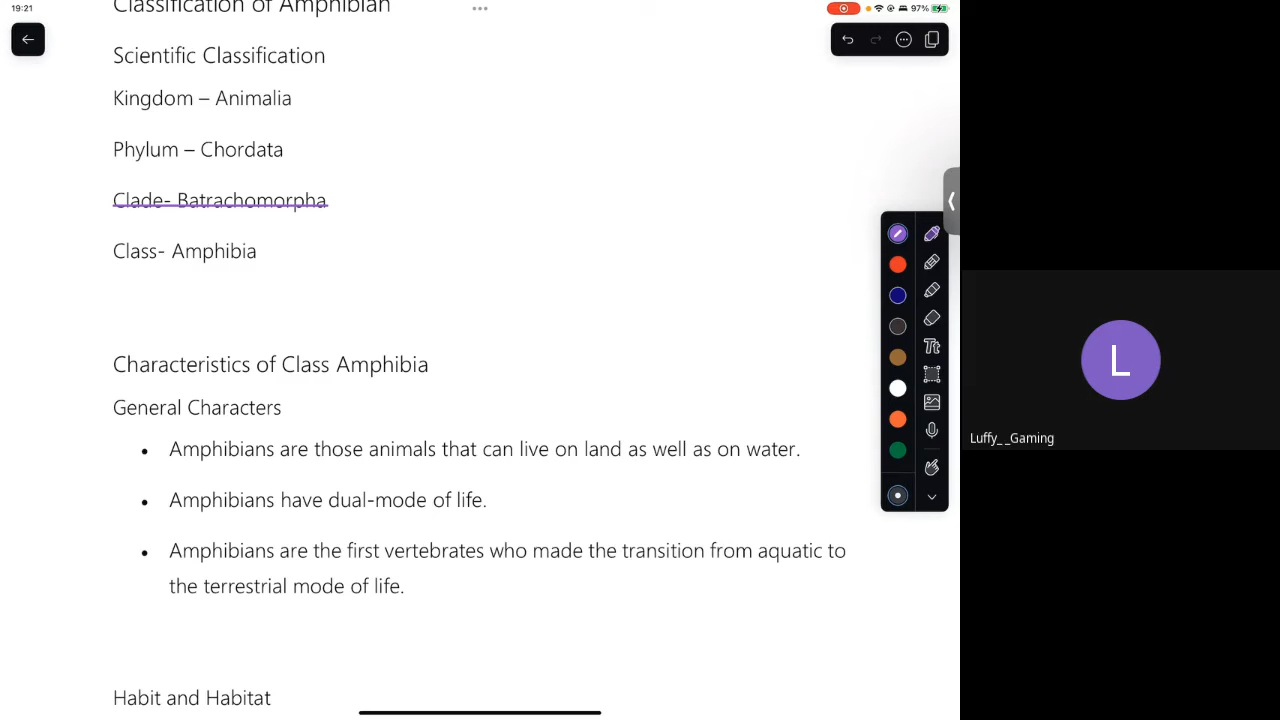 19:21
97%
Classification of Amphibian
Scientific Classification
Kingdom – Animalia
Phylum – Chordata
Clade- Batrachomorpha
Class- Amphibia
Characteristics of Class Amphibia
General Characters
• Amphibians are those animals that can live on land as well as on water.
• Amphibians have dual-mode of life.
• Amphibians are the first vertebrates who made the transition from aquatic to
the terrestrial mode of life.
Habit and Habitat
Tt
L
Luffy_ _Gaming